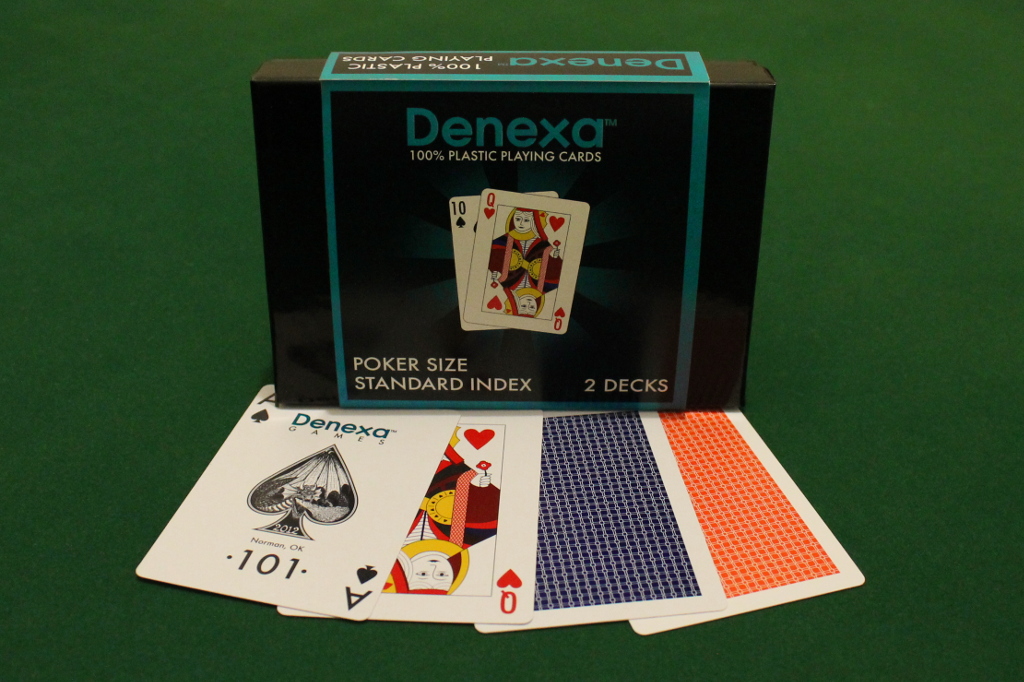 100% PLASTIC
PLAYING CARDS
Denexa™
Denexa™
100% PLASTIC PLAYING CARDS
10
Q
Q
POKER SIZE
STANDARD INDEX
2 DECKS
A
Denexa™
GAMES
2012
Norman, OK
·101·
A
Q